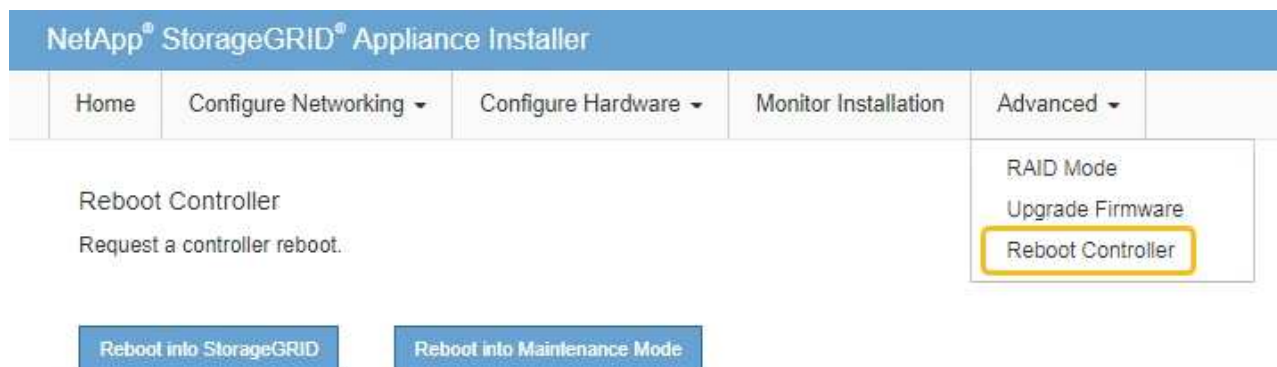 NetApp® StorageGRID® Appliance Installer
Home Configure Networking Configure Hardware Monitor Installation Advanced
RAID Mode
Upgrade Firmware
Reboot Controller
Reboot Controller
Request a controller reboot.
Reboot into StorageGRID Reboot into Maintenance Mode